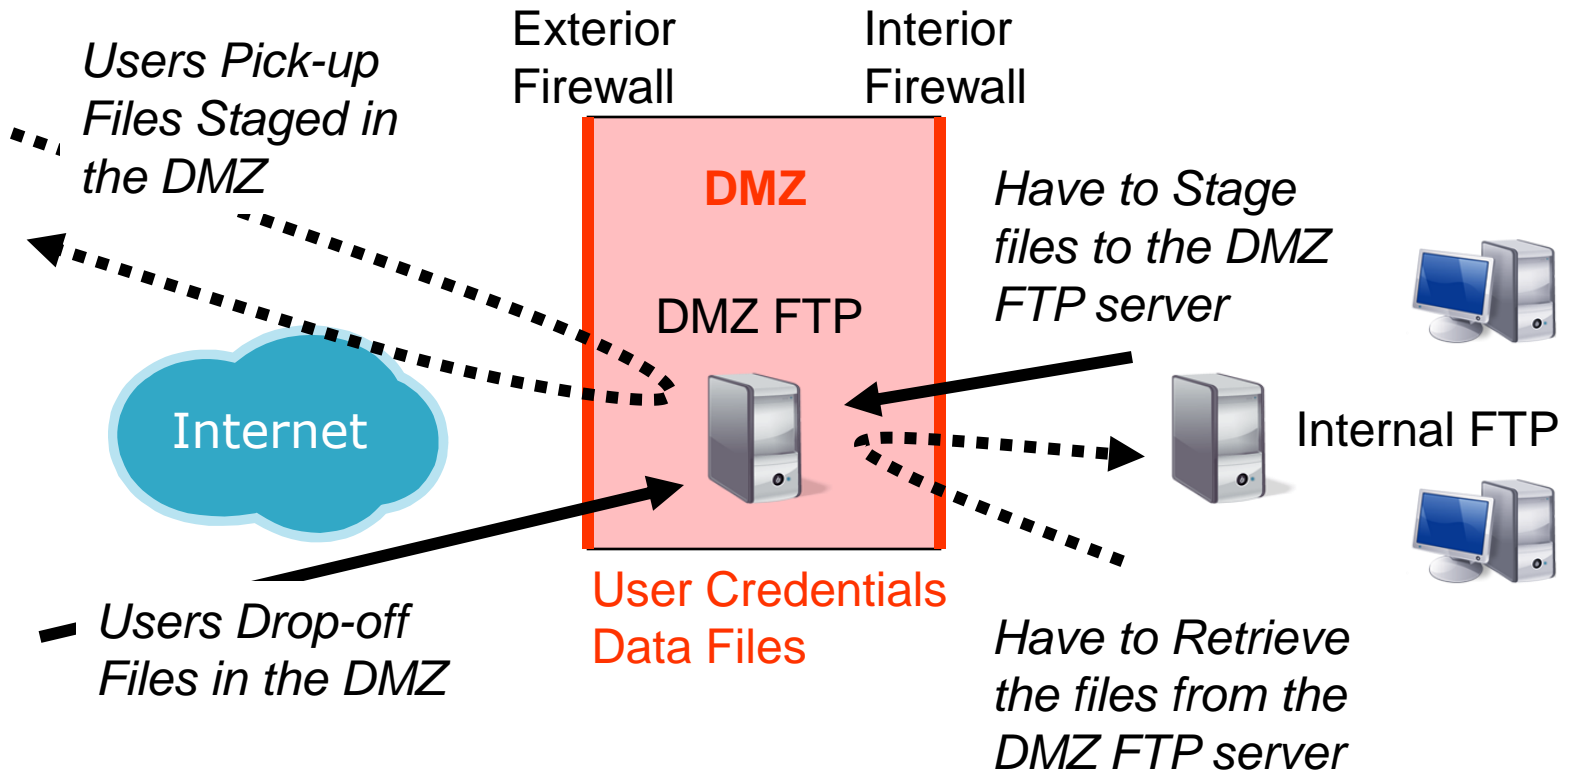 Exterior
Firewall
Interior
Firewall
Users Pick-up
Files Staged in
the DMZ
DMZ
Have to Stage
files to the DMZ
FTP server
DMZ FTP
Internet
Internal FTP
User Credentials
Data Files
Users Drop-off
Files in the DMZ
Have to Retrieve
the files from the
DMZ FTP server